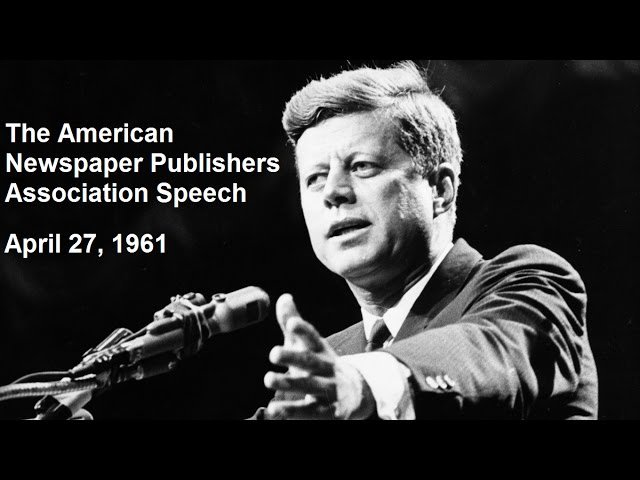 The American
Newspaper Publishers
Association Speech
April 27, 1961